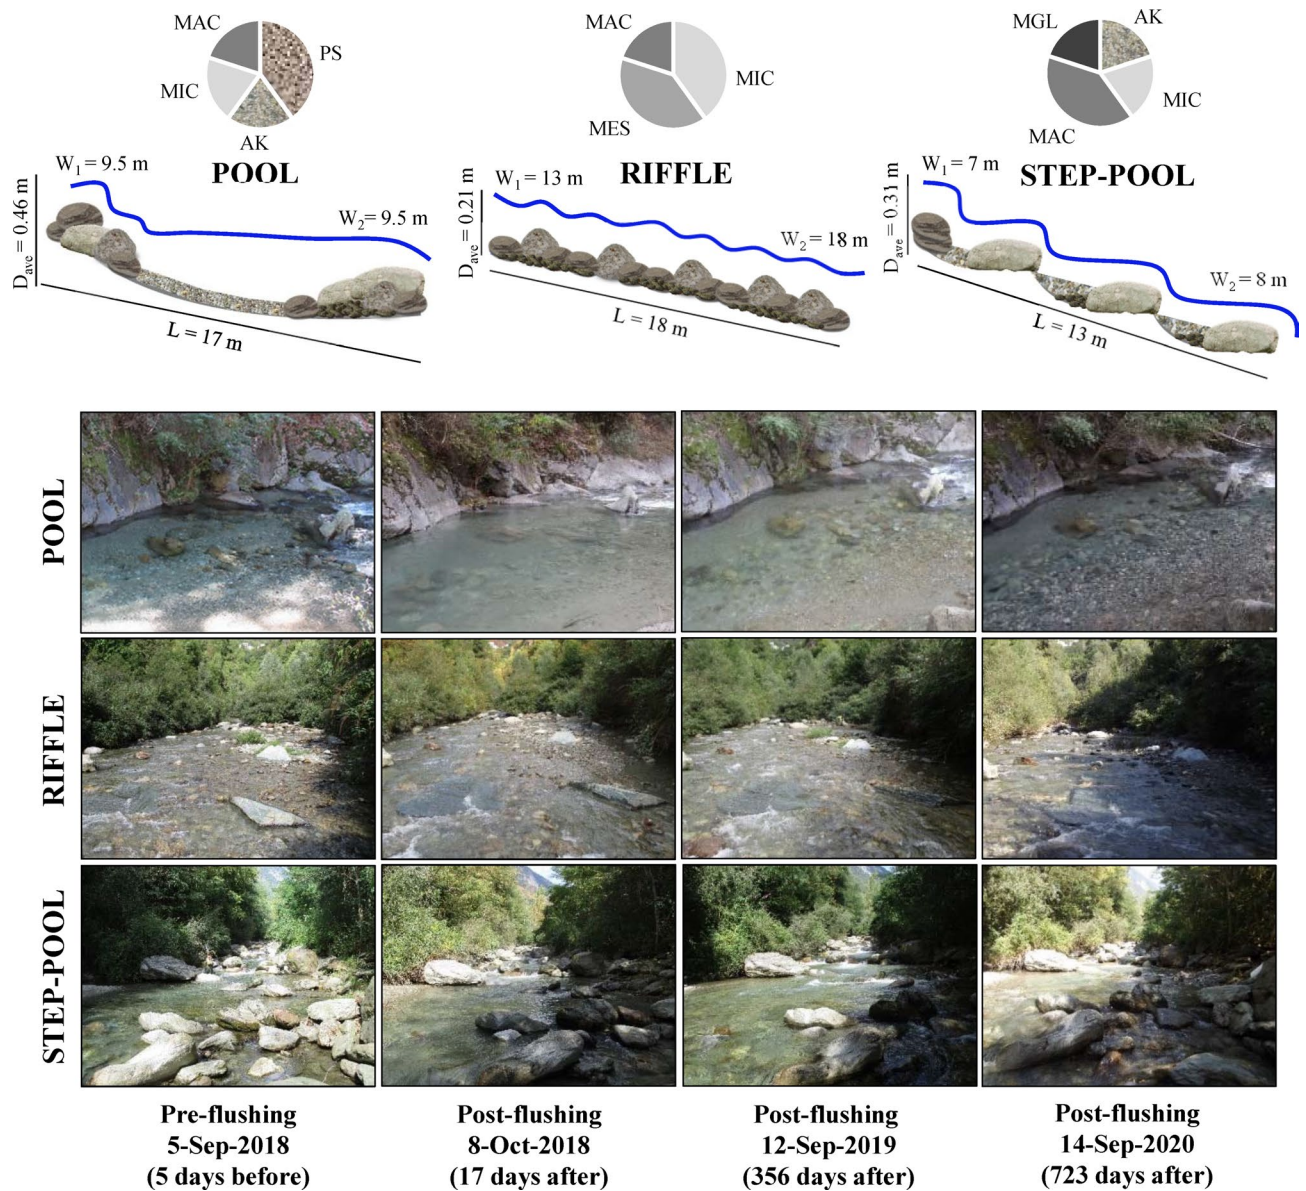 MAC
PS
MIC
AK
POOL
W1 = 9.5 m
W2 = 9.5 m
Dave = 0.46 m
L = 17 m
MAC
MIC
MES
RIFFLE
W1 = 13 m
W2 = 18 m
Dave = 0.21 m
L = 18 m
MGL
AK
MIC
MAC
STEP-POOL
W1 = 7 m
W2 = 8 m
Dave = 0.31 m
L = 13 m
POOL
RIFFLE
STEP-POOL
Pre-flushing
5-Sep-2018
(5 days before)
Post-flushing
8-Oct-2018
(17 days after)
Post-flushing
12-Sep-2019
(356 days after)
Post-flushing
14-Sep-2020
(723 days after)